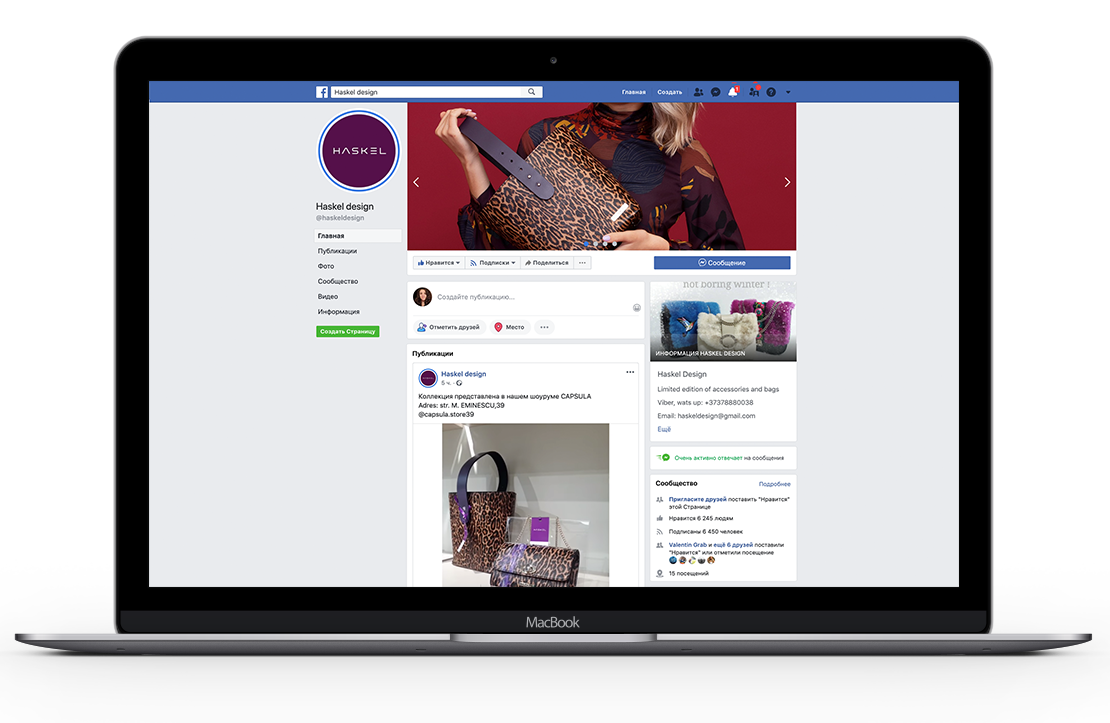 Haskel design
Главная
Создать
HASKEL
Haskel design
@haskeldesign
Главная
Публикации
Фото
Сообщество
Видео
Информация
Создать Страницу
Нравится
Подписки
Поделиться
Сообщение
Создайте публикацию...
Отметить друзей
Место
Публикации
Haskel design
5 ч.
Коллекция представлена в нашем шоуруме CAPSULA
Adres: str. M. EMINESCU,39
@capsula.store39
not boring winter !
ИНФОРМАЦИЯ HASKEL DESIGN
Haskel Design
Limited edition of accessories and bags
Viber, wats up: +37378880038
Email: haskeldesign@gmail.com
Ещё
Очень активно отвечает на сообщения
Сообщество
Подробнее
Пригласите друзей поставить "Нравится"
этой Странице
Нравится 6 245 людям
Подписаны 6 450 человек
Valentin Grab и ещё 6 друзей поставили
"Нравится" или отметили посещение
15 посещений
MacBook